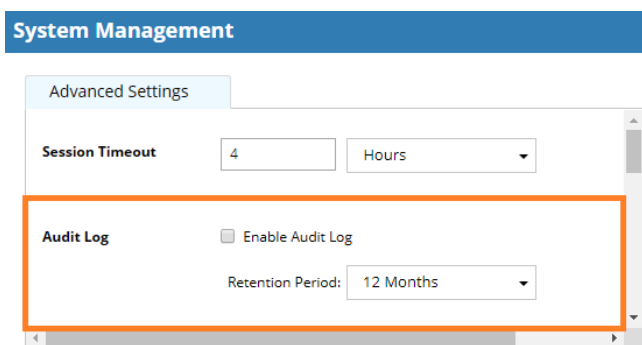 System Management
Advanced Settings
Session Timeout 4 Hours
Audit Log Enable Audit Log
Retention Period: 12 Months